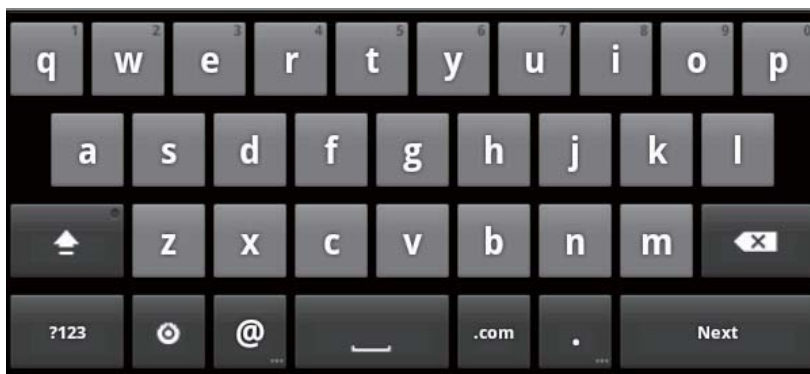 1 2 3 4 5 6 7 8 9 0
q w e r t y u i o p
a s d f g h j k l
z x c v b n m
?123 @ .com . Next